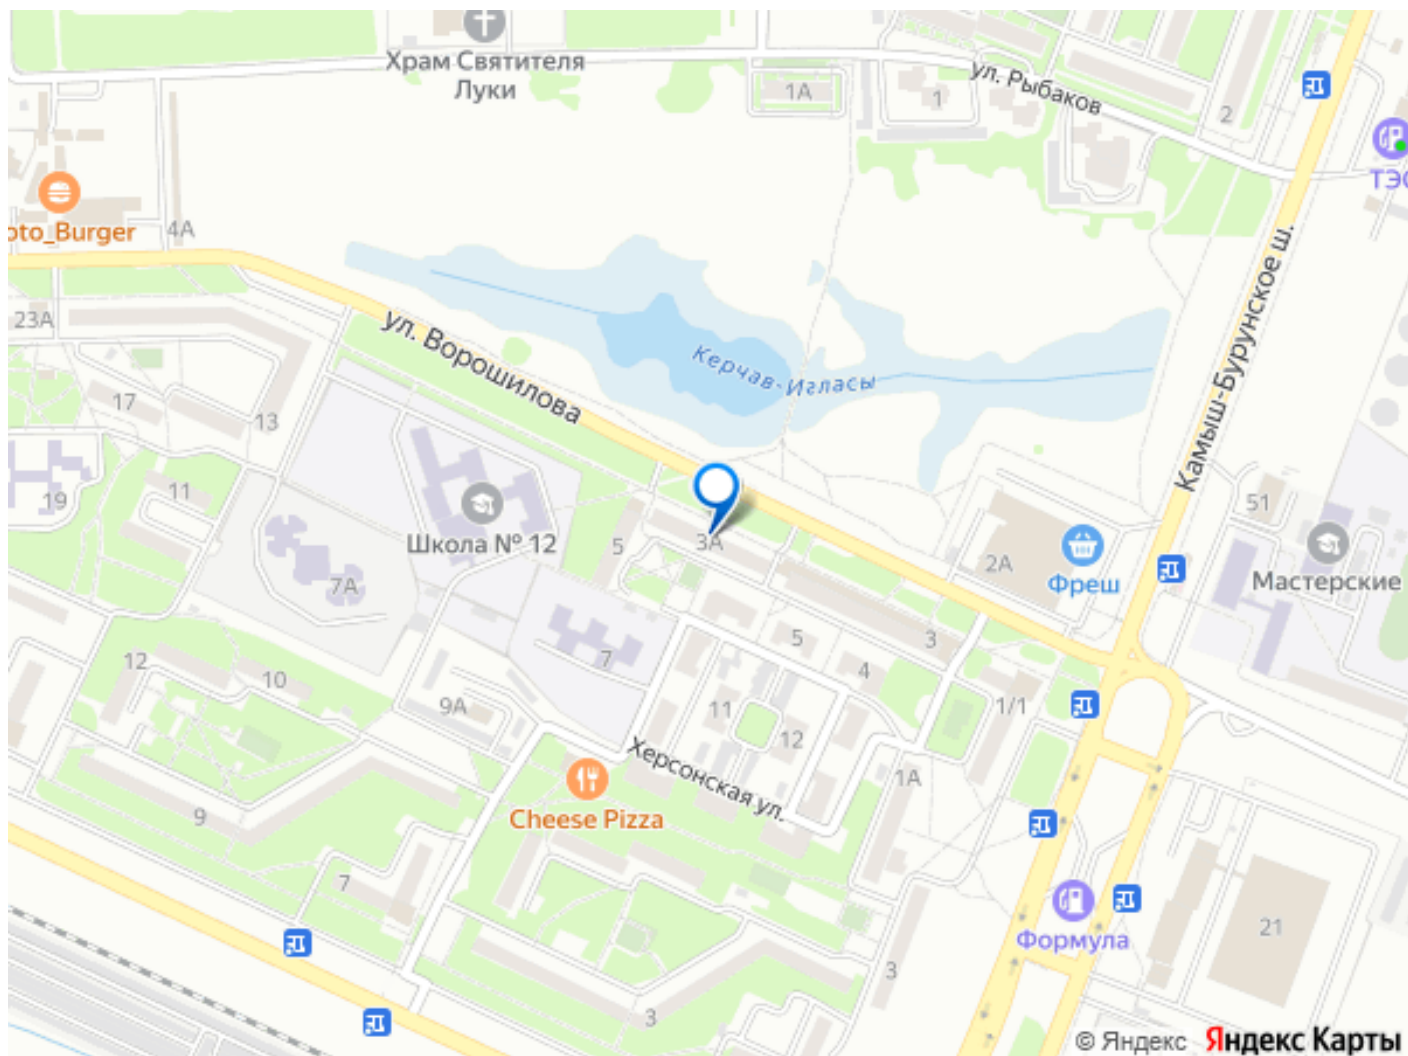 Храм Святителя
Луки
1А
1
ул. Рыбаков
2
ТЭС
oto_Burger
4А
23А
ул. Ворошилова
Керчав-Игласы
Камыш-Бурунское ш.
17
13
19
11
Школа № 12
7А
5
3А
2А
Фреш
51
Мастерские
7
5
3
4
12
10
9А
11
12
1/1
Херсонская ул.
1А
Cheese Pizza
9
7
Формула
21
3
3
© Яндекс Яндекс Карты